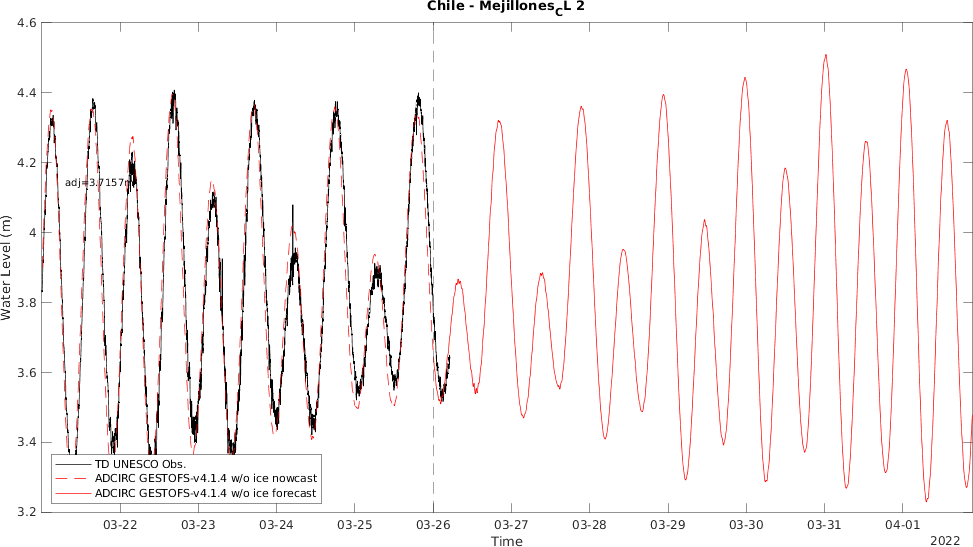 Chile - Mejillones_CL 2
4.6
4.4
4.2
adj=3.7157m
4
3.8
3.6
3.4
3.2
Water Level (m)
TD UNESCO Obs.
ADCIRC GESTOFS-v4.1.4 w/o ice nowcast
ADCIRC GESTOFS-v4.1.4 w/o ice forecast
03-22 03-23 03-24 03-25 03-26 03-27 03-28 03-29 03-30 03-31 04-01
Time
2022